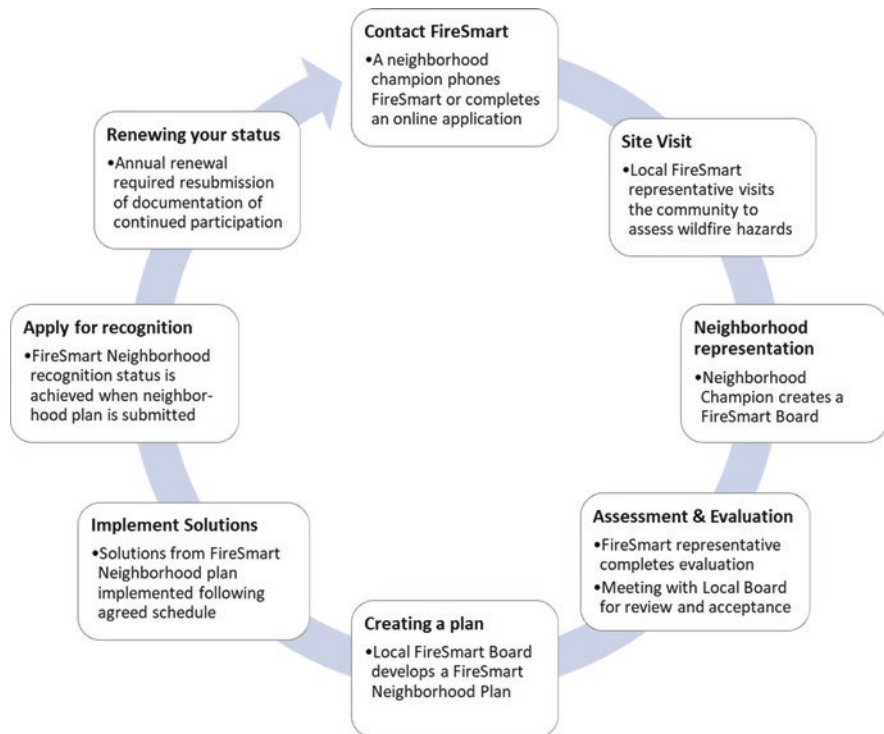 Contact FireSmart
•A neighborhood
champion phones
FireSmart or completes
an online application
Site Visit
•Local FireSmart
representative visits
the community to
assess wildfire hazards
Neighborhood
representation
•Neighborhood
Champion creates a
FireSmart Board
Assessment & Evaluation
•FireSmart representative
completes evaluation
•Meeting with Local Board
for review and acceptance
Creating a plan
•Local FireSmart Board
develops a FireSmart
Neighborhood Plan
Implement Solutions
•Solutions from FireSmart
Neighborhood plan
implemented following
agreed schedule
Apply for recognition
•FireSmart Neighborhood
recognition status is
achieved when neighbor-
hood plan is submitted
Renewing your status
•Annual renewal
required resubmission
of documentation of
continued participation